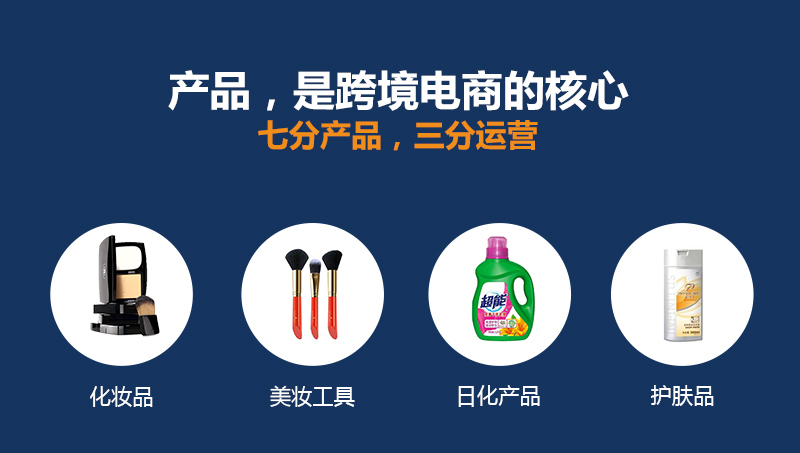 产品，是跨境电商的核心
七分产品，三分运营
超能
化妆品
美妆工具
日化产品
护肤品